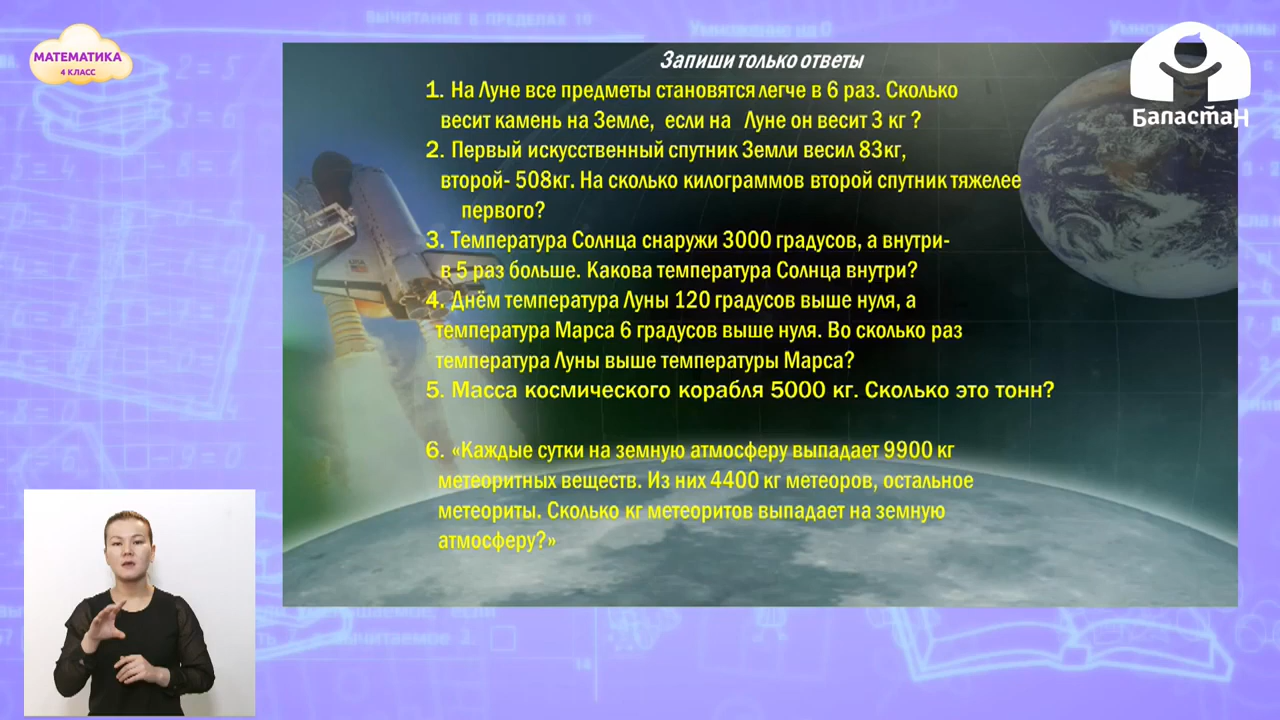 ВЫЧИТАНИЕ В ПРЕДЕЛАХ 10
МАТЕМАТИКА
4 КЛАСС
Баластан
Запиши только ответы
1. На Луне все предметы становятся легче в 6 раз. Сколько
весит камень на Земле, если на Луне он весит 3 кг ?
2. Первый искусственный спутник Земли весил 83кг,
второй- 508кг. На сколько килограммов второй спутник тяжелее
первого?
3. Температура Солнца снаружи 3000 градусов, а внутри-
в 5 раз больше. Какова температура Солнца внутри?
4. Днём температура Луны 120 градусов выше нуля, а
температура Марса 6 градусов выше нуля. Во сколько раз
температура Луны выше температуры Марса?
5. Масса космического корабля 5000 кг. Сколько это тонн?
6. «Каждые сутки на земную атмосферу выпадает 9900 кг
метеоритных веществ. Из них 4400 кг метеоров, остальное
метеориты. Сколько кг метеоритов выпадает на земную
атмосферу?»